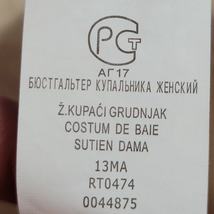 РСТ
АГ17
БЮСТГАЛЬТЕР КУПАЛЬНИКА ЖЕНСКИЙ
Ž.KUPAĆI GRUDNJAK
COSTUM DE BAIE
SUTIEN DAMA
13MA
RT0474
0044875